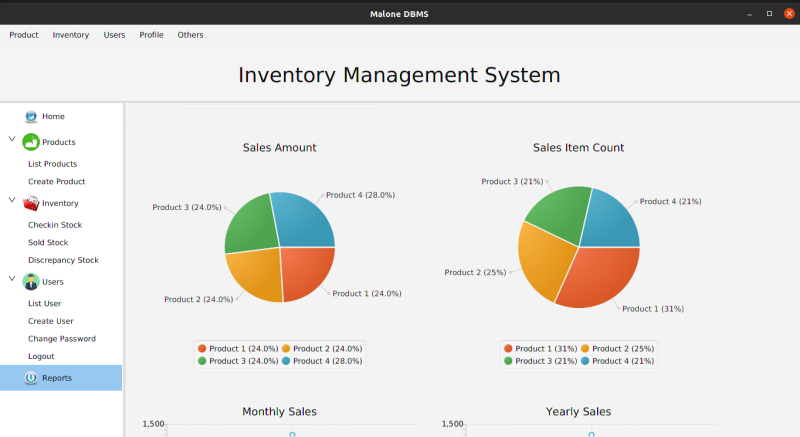 Malone DBMS
Product Inventory Users Profile Others
Inventory Management System
Home
Products
List Products
Create Product
Inventory
Checkin Stock
Sold Stock
Discrepancy Stock
Users
List User
Create User
Change Password
Logout
Reports
Sales Amount
Product 4 (28.0%)
Product 3 (24.0%)
Product 2 (24.0%)
Product 1 (24.0%)
Product 1 (24.0%) Product 2 (24.0%)
Product 3 (24.0%) Product 4 (28.0%)
Sales Item Count
Product 3 (21%)
Product 4 (21%)
Product 2 (25%)
Product 1 (31%)
Product 1 (31%) Product 2 (25%)
Product 3 (21%) Product 4 (21%)
Monthly Sales
1,500
Yearly Sales
1,500